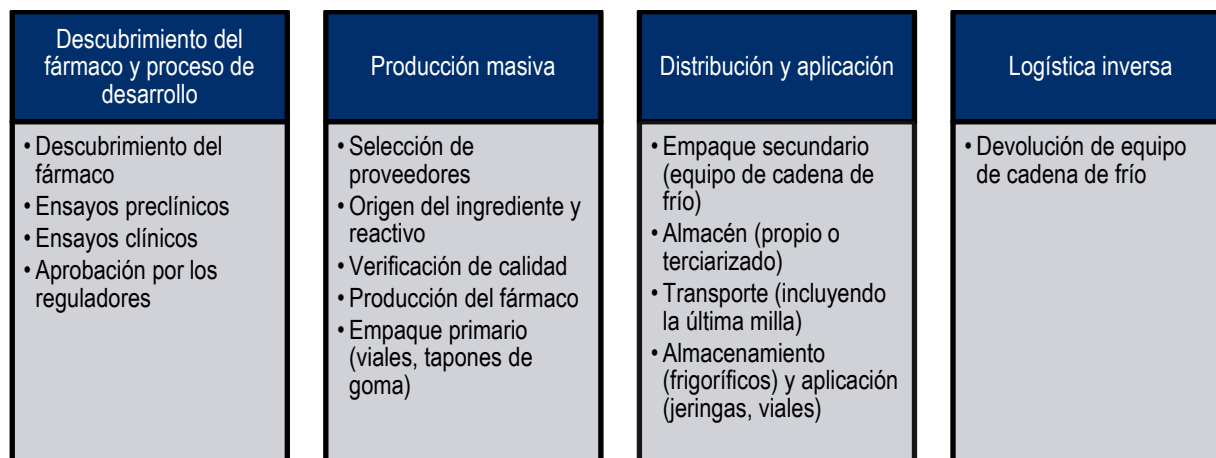 Descubrimiento del
fármaco y proceso de
desarrollo
• Descubrimiento del
fármaco
• Ensayos preclínicos
• Ensayos clínicos
• Aprobación por los
reguladores
Producción masiva
• Selección de
proveedores
• Origen del ingrediente y
reactivo
• Verificación de calidad
• Producción del fármaco
• Empaque primario
(viales, tapones de
goma)
Distribución y aplicación
• Empaque secundario
(equipo de cadena de
frío)
• Almacén (propio o
terciarizado)
• Transporte (incluyendo
la última milla)
• Almacenamiento
(frigoríficos) y aplicación
(jeringas, viales)
Logística inversa
• Devolución de equipo
de cadena de frío